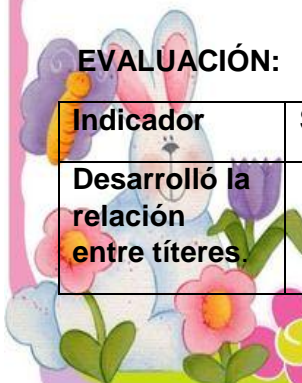 EVALUACIÓN:
Indicador
Desarrolló la
relación
entre títeres.